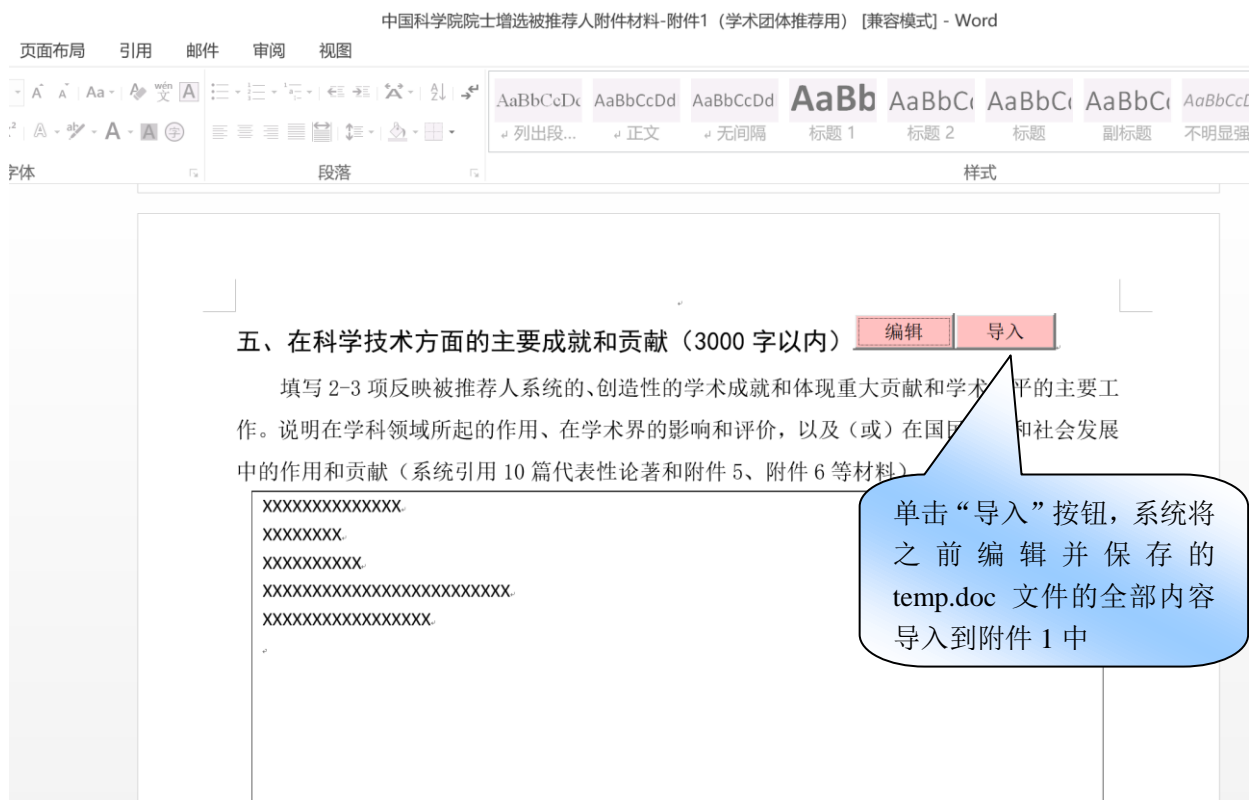 中国科学院院士增选被推荐人附件材料-附件1（学术团体推荐用） [兼容模式] - Word
页面布局 引用 邮件 审阅 视图
Aa wén A AaBbCcDc AaBbCcDd AaBbCcDd AaBb AaBbC AaBbC AaBbC AaBbCcD
列出段... 正文 无间隔 标题 1 标题 2 标题 副标题 不明显强
字体 段落 样式
五、在科学技术方面的主要成就和贡献（3000 字以内） 编辑 导入
填写 2-3 项反映被推荐人系统的、创造性的学术成就和体现重大贡献和学术 平的主要工
作。说明在学科领域所起的作用、在学术界的影响和评价，以及（或）在国 和社会发展
中的作用和贡献（系统引用 10 篇代表性论著和附件 5、附件 6 等材料）
XXXXXXXXXXXXXX
XXXXXXXX
XXXXXXXXXX
XXXXXXXXXXXXXXXXXXXXXXXXX
XXXXXXXXXXXXXXXXX
单击“导入”按钮，系统将
之前编辑并保存的
temp.doc 文件的全部内容
导入到附件 1 中